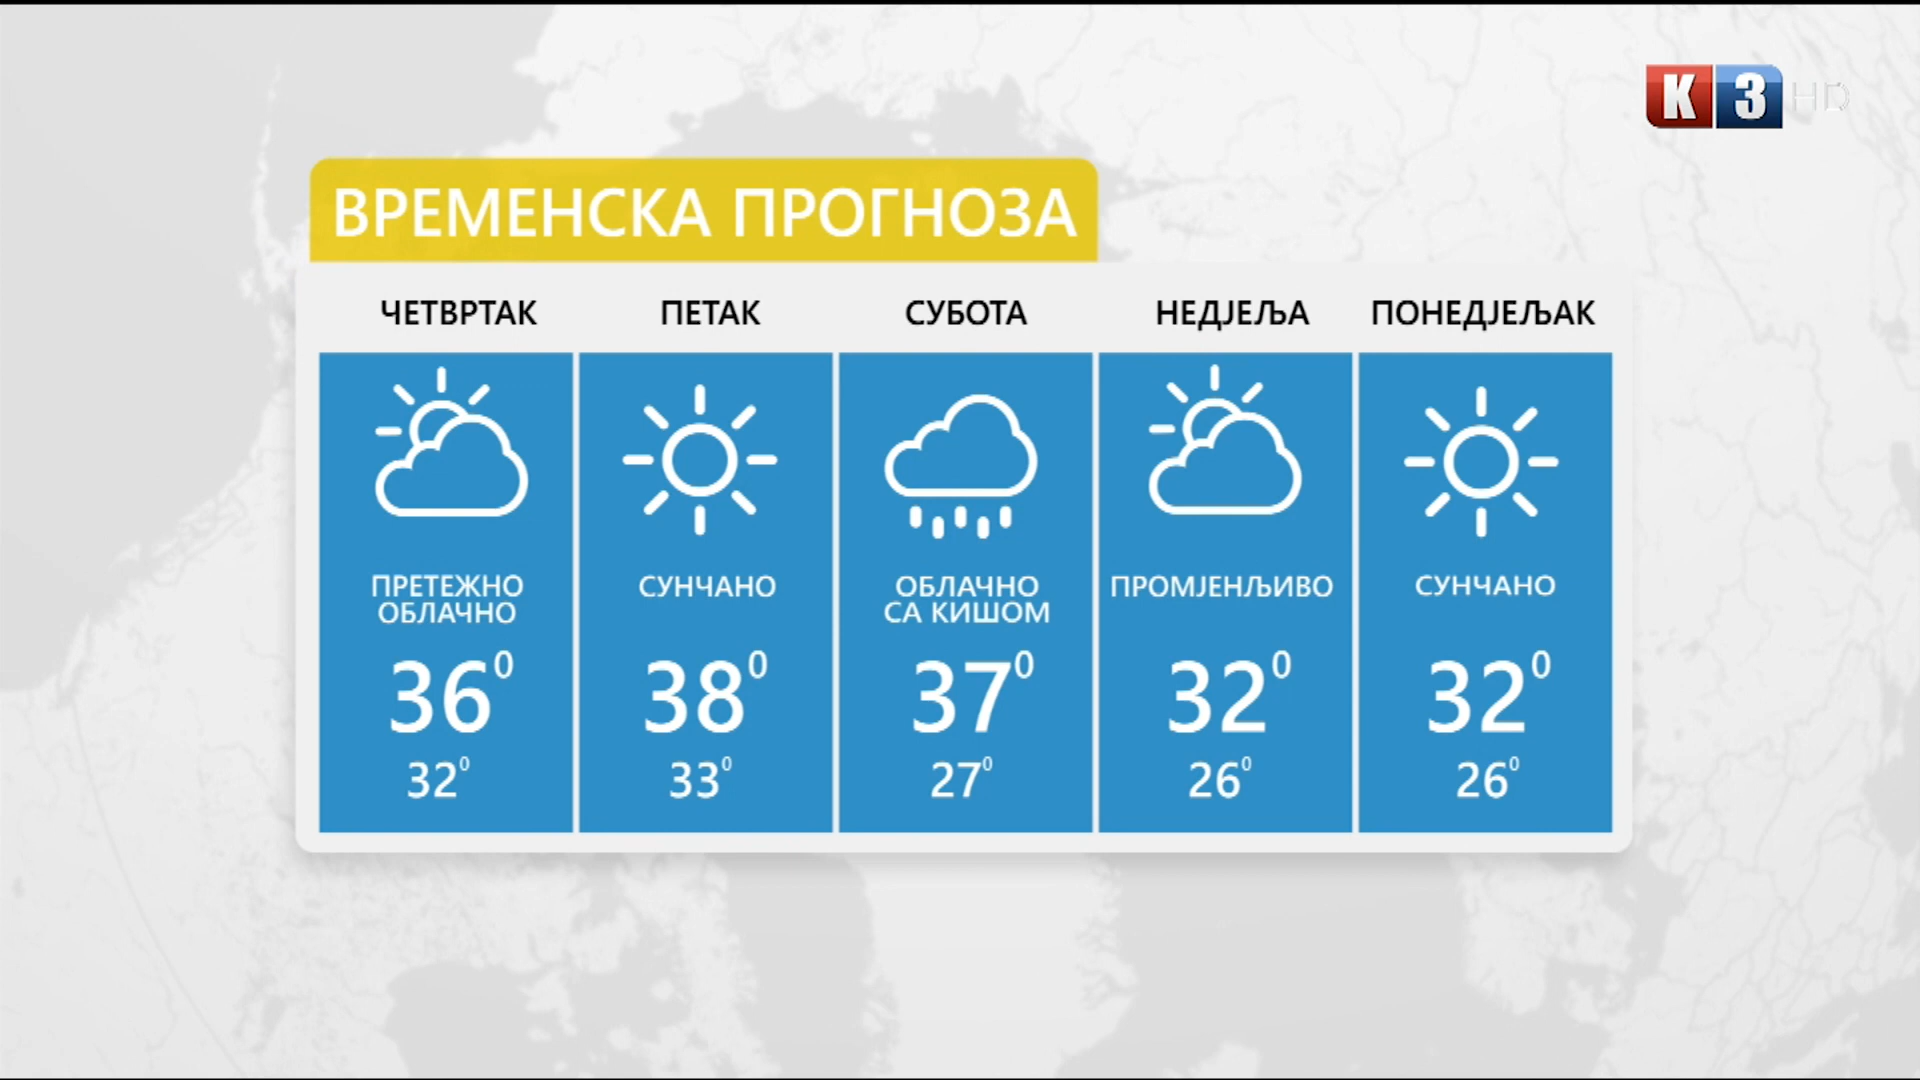 К3 HD
ВРЕМЕНСКА ПРОГНОЗА
ЧЕТВРТАК
ПЕТАК
СУБОТА
НЕДЈЕЉА
ПОНЕДЈЕЉАК
ПРЕТЕЖНО
ОБЛАЧНО
СУНЧАНО
ОБЛАЧНО
СА КИШОМ
ПРОМЈЕНЉИВО
СУНЧАНО
36⁰
38⁰
37⁰
32⁰
32⁰
32⁰
33⁰
27⁰
26⁰
26⁰